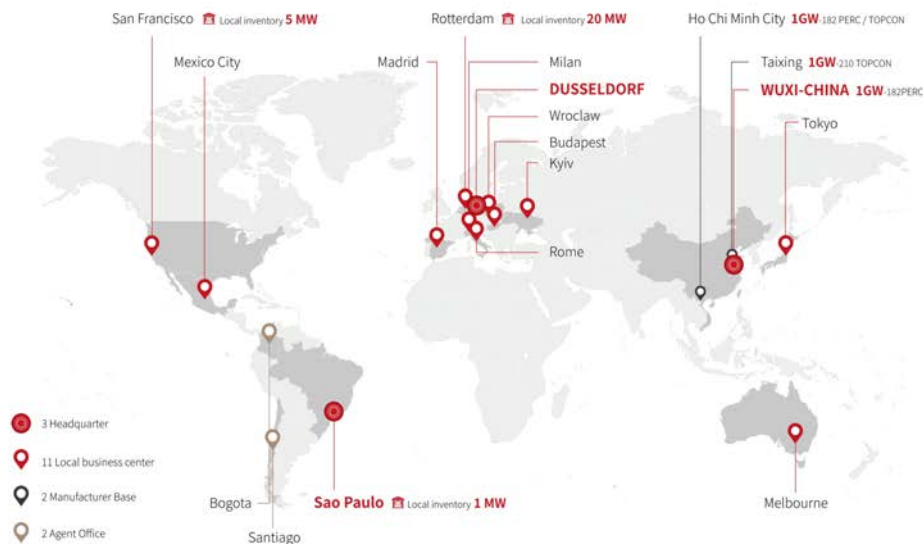 San Francisco Local inventory 5 MW
Rotterdam Local inventory 20 MW
Ho Chi Minh City 1GW-182 PERC / TOPCON
Mexico City
Madrid
Milan
Taixing 1GW-210 TOPCON
DUSSELDORF
WUXI-CHINA 1GW-182PERC
Wroclaw
Tokyo
Budapest
Kyiv
Rome
3 Headquarter
11 Local business center
2 Manufacturer Base
Bogota
Sao Paulo Local inventory 1 MW
Melbourne
2 Agent Office
Santiago